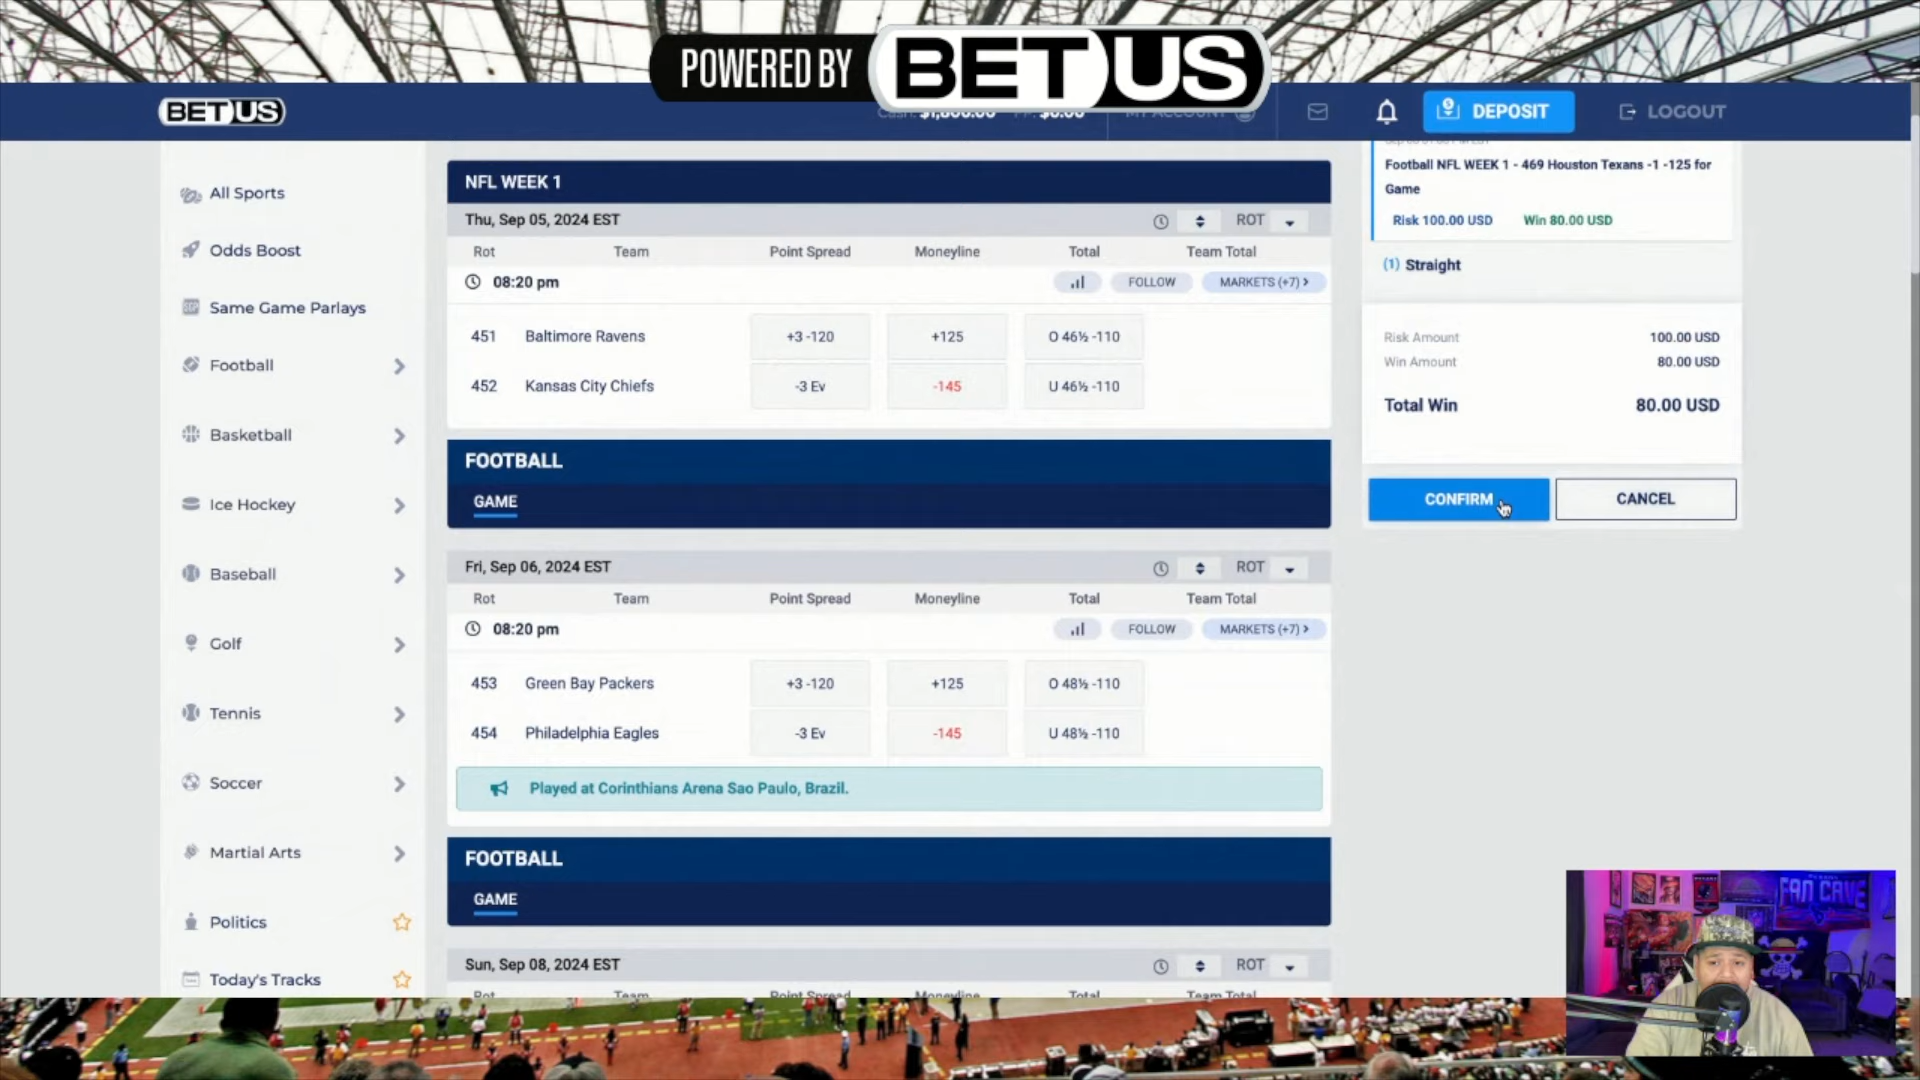 POWERED BY BETUS
BETUS
DEPOSIT
LOGOUT
All Sports
Odds Boost
Same Game Parlays
Football
Basketball
Ice Hockey
Baseball
Golf
Tennis
Soccer
Martial Arts
Politics
Today's Tracks
NFL WEEK 1
Thu, Sep 05, 2024 EST ROT
Rot Team Point Spread Moneyline Total Team Total
08:20 pm FOLLOW MARKETS (+7) >
451 Baltimore Ravens +3 -120 +125 O 46½ -110
452 Kansas City Chiefs -3 Ev -145 U 46½ -110
FOOTBALL
GAME
Fri, Sep 06, 2024 EST ROT
Rot Team Point Spread Moneyline Total Team Total
08:20 pm FOLLOW MARKETS (+7) >
453 Green Bay Packers +3 -120 +125 O 48½ -110
454 Philadelphia Eagles -3 Ev -145 U 48½ -110
Played at Corinthians Arena Sao Paulo, Brazil.
FOOTBALL
GAME
Sun, Sep 08, 2024 EST ROT
Rot Team Point Spread Moneyline Total Team Total
Football NFL WEEK 1 - 469 Houston Texans -1 -125 for
Game
Risk 100.00 USD Win 80.00 USD
(1) Straight
Risk Amount 100.00 USD
Win Amount 80.00 USD
Total Win 80.00 USD
CONFIRM CANCEL
FAN CAVE